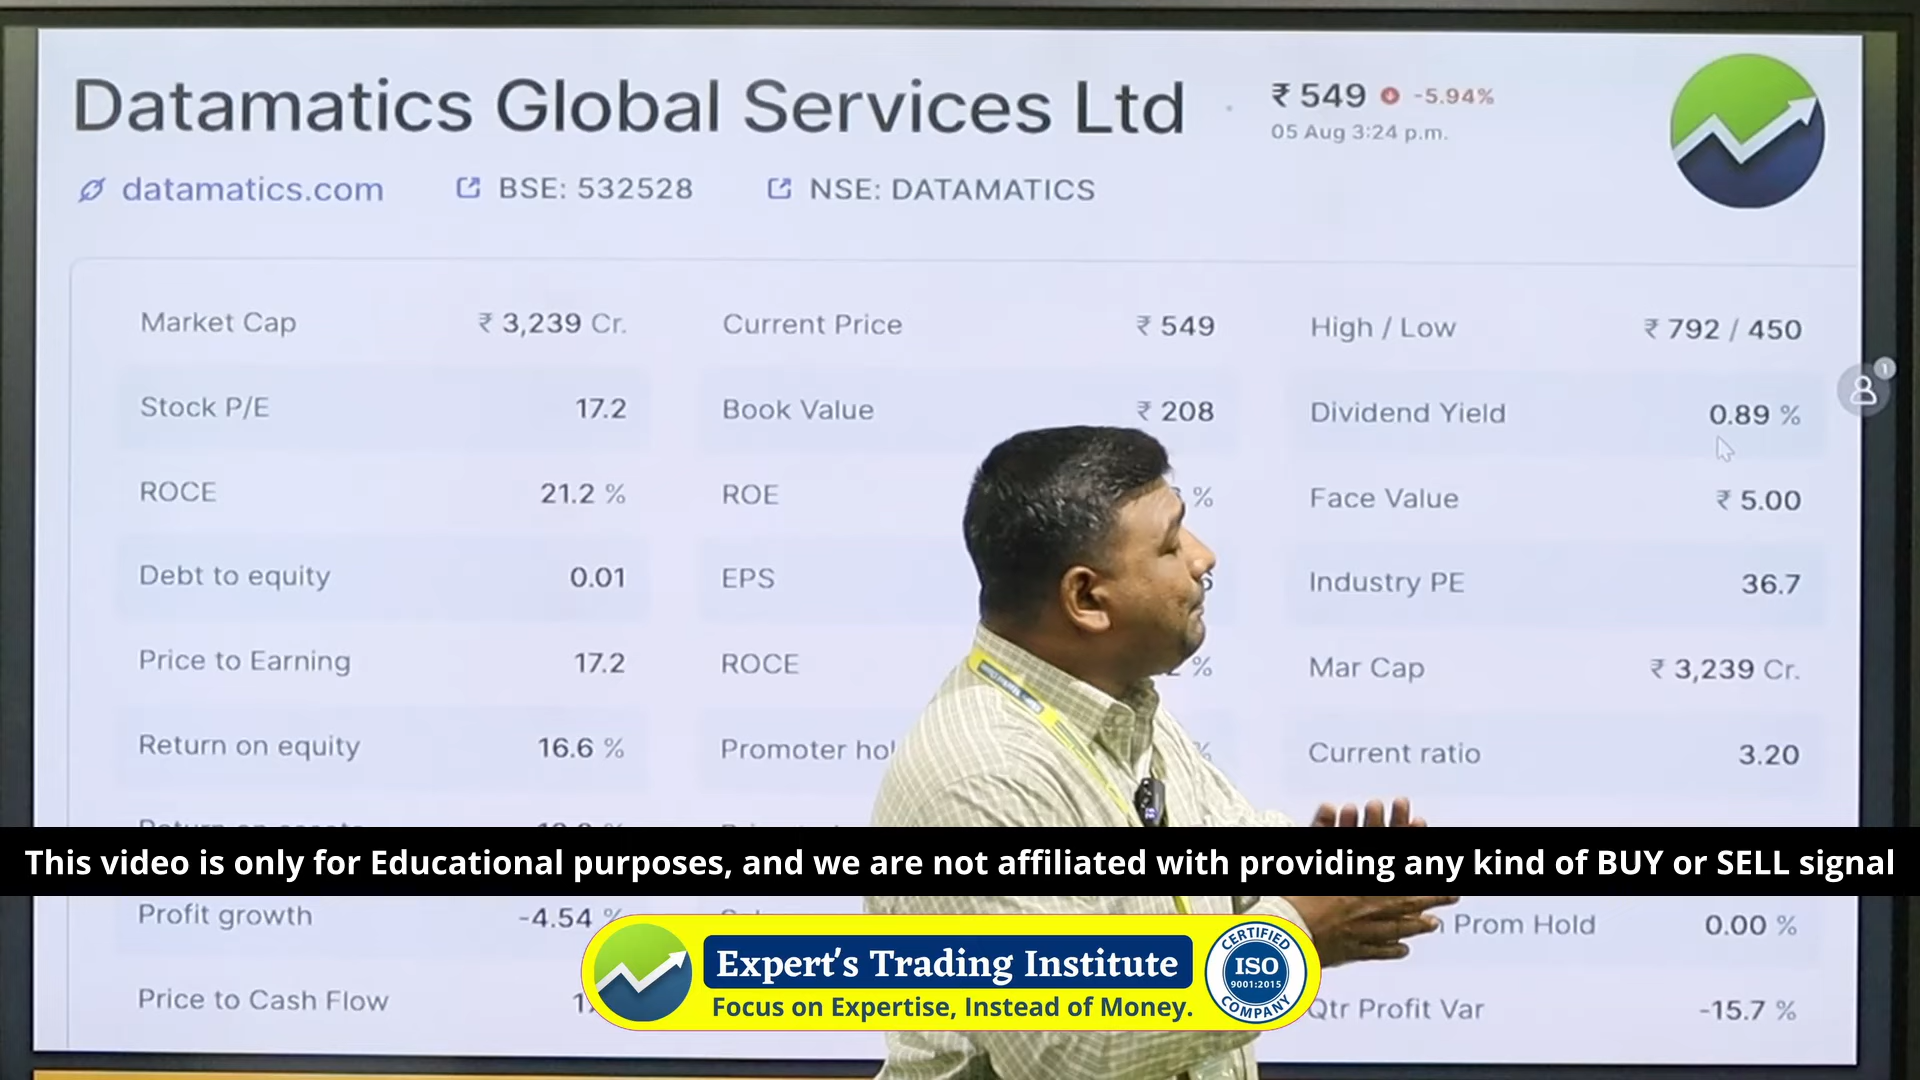 Datamatics Global Services Ltd
₹ 549 -5.94%
05 Aug 3:24 p.m.
datamatics.com BSE: 532528 NSE: DATAMATICS
Market Cap ₹ 3,239 Cr. Current Price ₹ 549 High / Low ₹ 792 / 450
Stock P/E 17.2 Book Value ₹ 208 Dividend Yield 0.89 %
1
ROCE 21.2 % ROE % Face Value ₹ 5.00
Debt to equity 0.01 EPS Industry PE 36.7
Price to Earning 17.2 ROCE % Mar Cap ₹ 3,239 Cr.
Return on equity 16.6 % Promoter % Current ratio 3.20
This video is only for Educational purposes, and we are not affiliated with providing any kind of BUY or SELL signal
Profit growth -4.54 % Prom Hold 0.00 %
Price to Cash Flow Qtr Profit Var -15.7 %
Expert's Trading Institute
Focus on Expertise, Instead of Money.
CERTIFIED
ISO
9001:2015
COMPANY